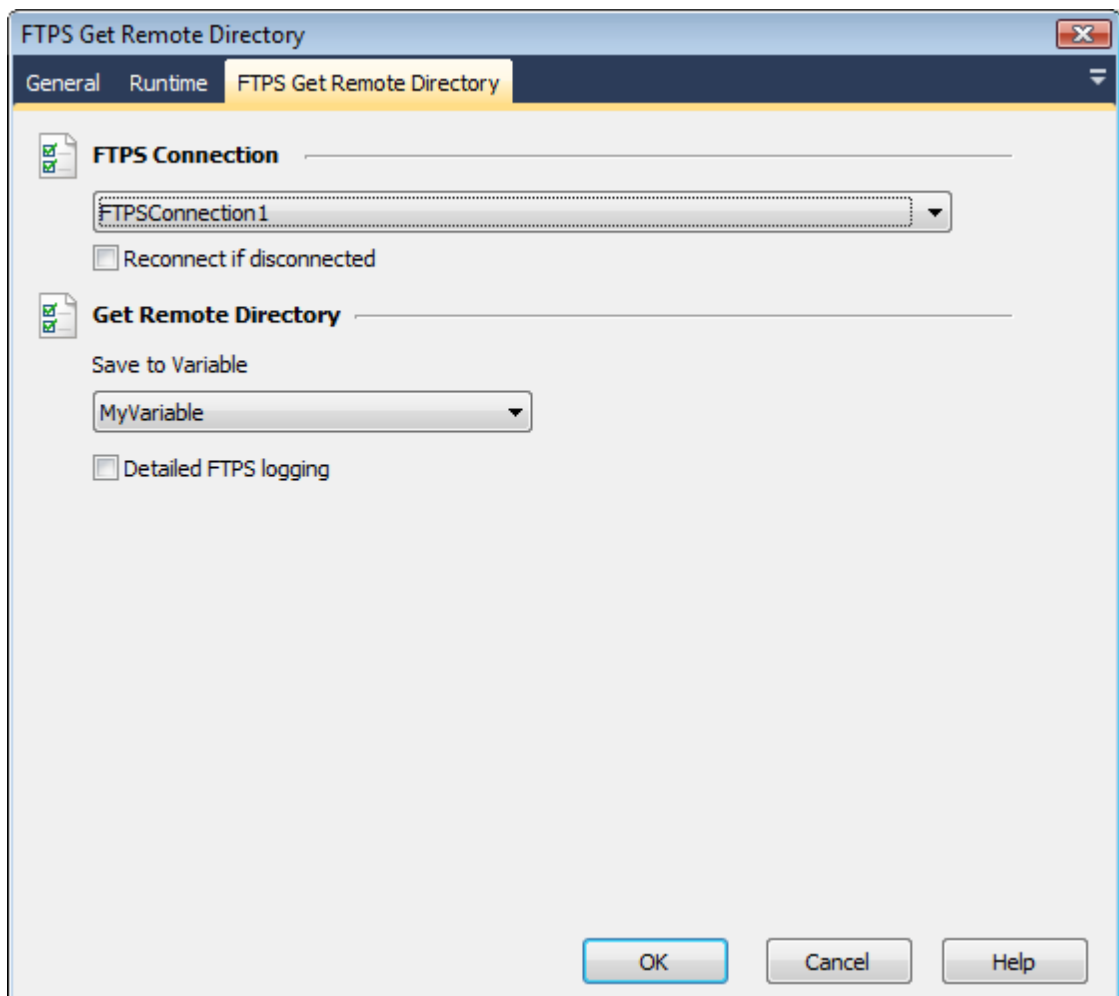 FTPS Get Remote Directory
General Runtime FTPS Get Remote Directory
FTPS Connection
FTPSConnection1
Reconnect if disconnected
Get Remote Directory
Save to Variable
MyVariable
Detailed FTPS logging
OK Cancel Help